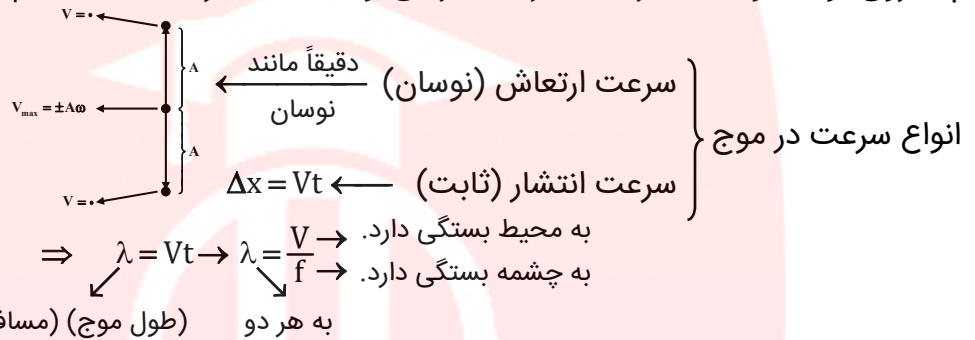 انواع سرعت در موج
سرعت ارتعاش (نوسان) دقیقاً مانند نوسان
V = ۰
A
V_max = ±Aω
A
V = ۰
سرعت انتشار (ثابت) ← Δx = Vt
⇒ λ = Vt → λ = V/f
V → به محیط بستگی دارد.
f → به چشمه بستگی دارد.
به هر دو
(طول موج)